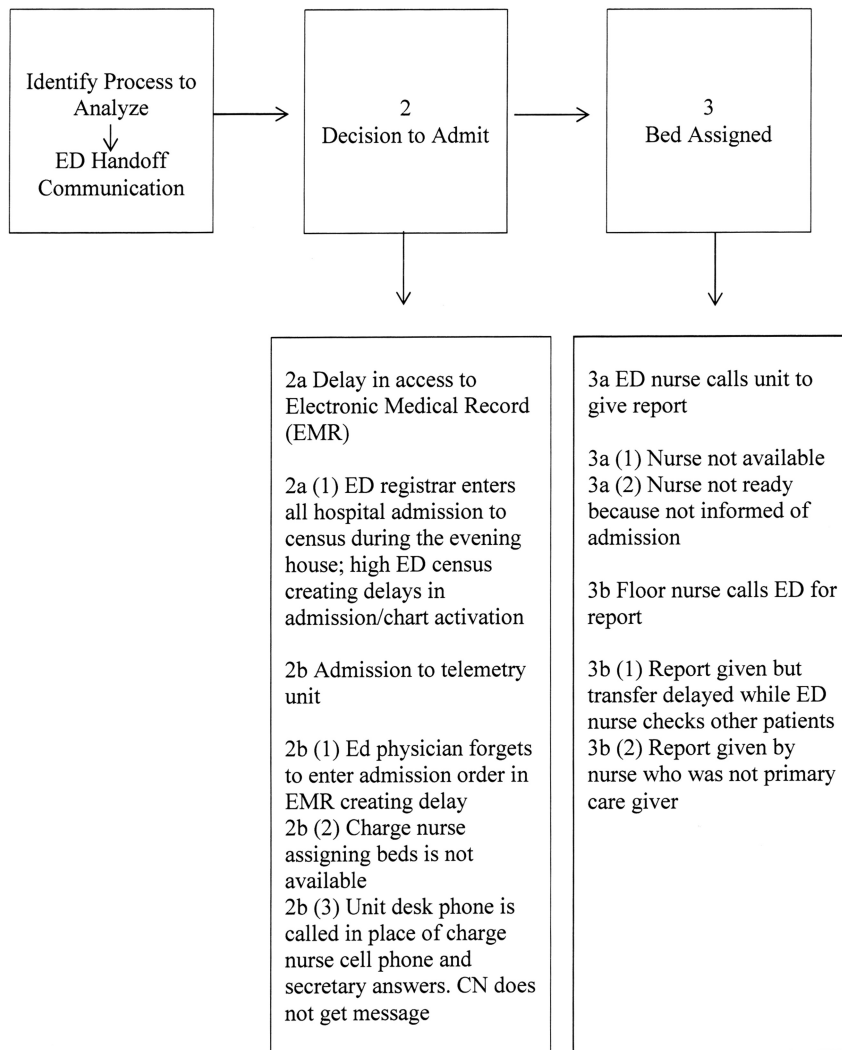 Identify Process to
Analyze
ED Handoff
Communication
2
Decision to Admit
3
Bed Assigned
2a Delay in access to
Electronic Medical Record
(EMR)
2a (1) ED registrar enters
all hospital admission to
census during the evening
house; high ED census
creating delays in
admission/chart activation
2b Admission to telemetry
unit
2b (1) Ed physician forgets
to enter admission order in
EMR creating delay
2b (2) Charge nurse
assigning beds is not
available
2b (3) Unit desk phone is
called in place of charge
nurse cell phone and
secretary answers. CN does
not get message
3a ED nurse calls unit to
give report
3a (1) Nurse not available
3a (2) Nurse not ready
because not informed of
admission
3b Floor nurse calls ED for
report
3b (1) Report given but
transfer delayed while ED
nurse checks other patients
3b (2) Report given by
nurse who was not primary
care giver